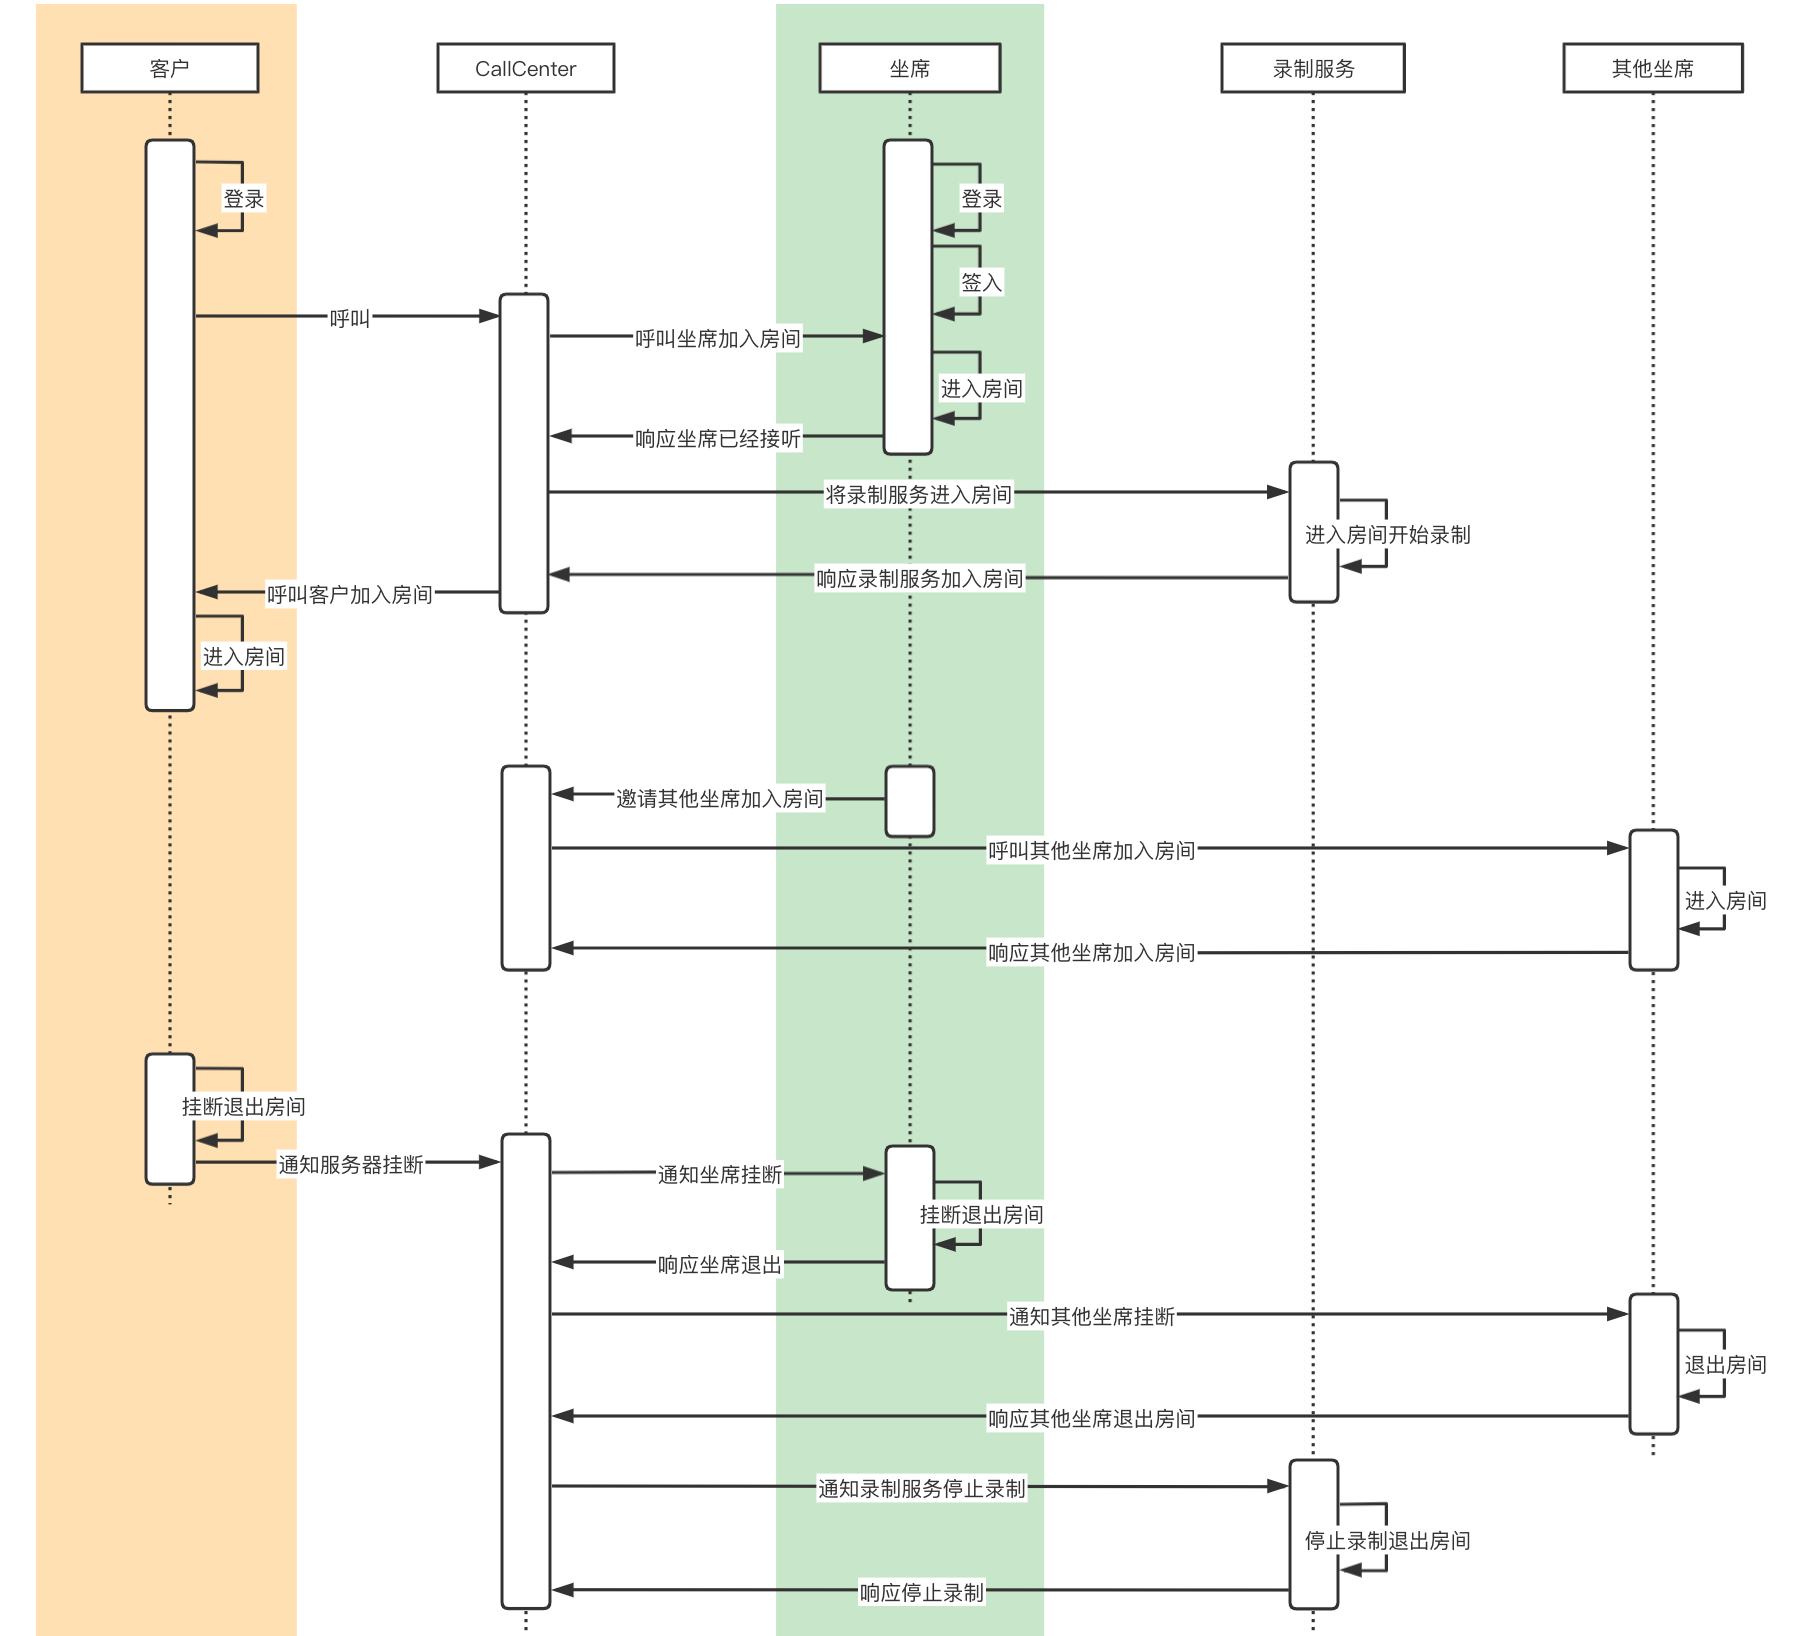 客户
CallCenter
坐席
录制服务
其他坐席
登录
登录
签入
呼叫
呼叫坐席加入房间
进入房间
响应坐席已经接听
将录制服务进入房间
进入房间开始录制
响应录制服务加入房间
呼叫客户加入房间
进入房间
邀请其他坐席加入房间
呼叫其他坐席加入房间
进入房间
响应其他坐席加入房间
挂断退出房间
通知服务器挂断
通知坐席挂断
挂断退出房间
响应坐席退出
通知其他坐席挂断
退出房间
响应其他坐席退出房间
通知录制服务停止录制
停止录制退出房间
响应停止录制